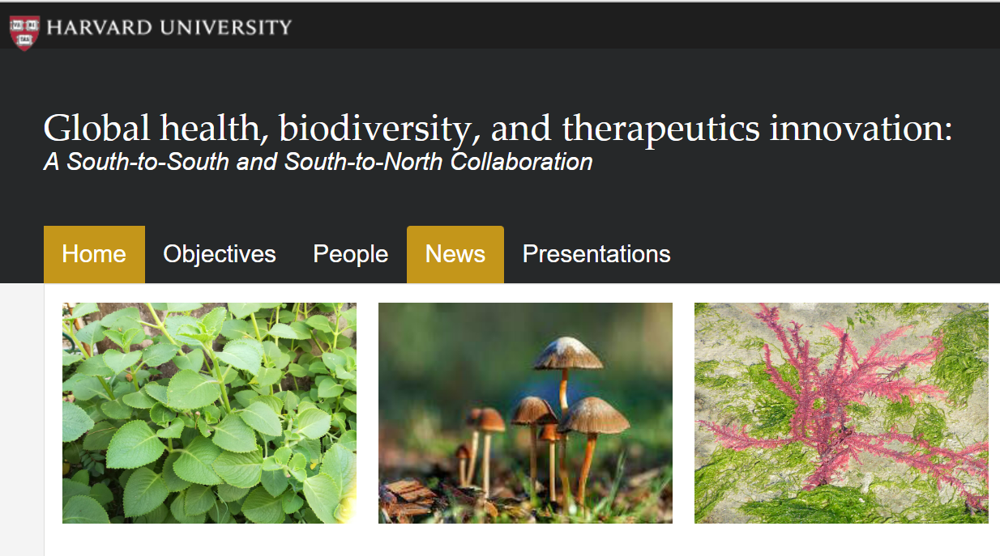 HARVARD UNIVERSITY
Global health, biodiversity, and therapeutics innovation:
A South-to-South and South-to-North Collaboration
Home Objectives People News Presentations